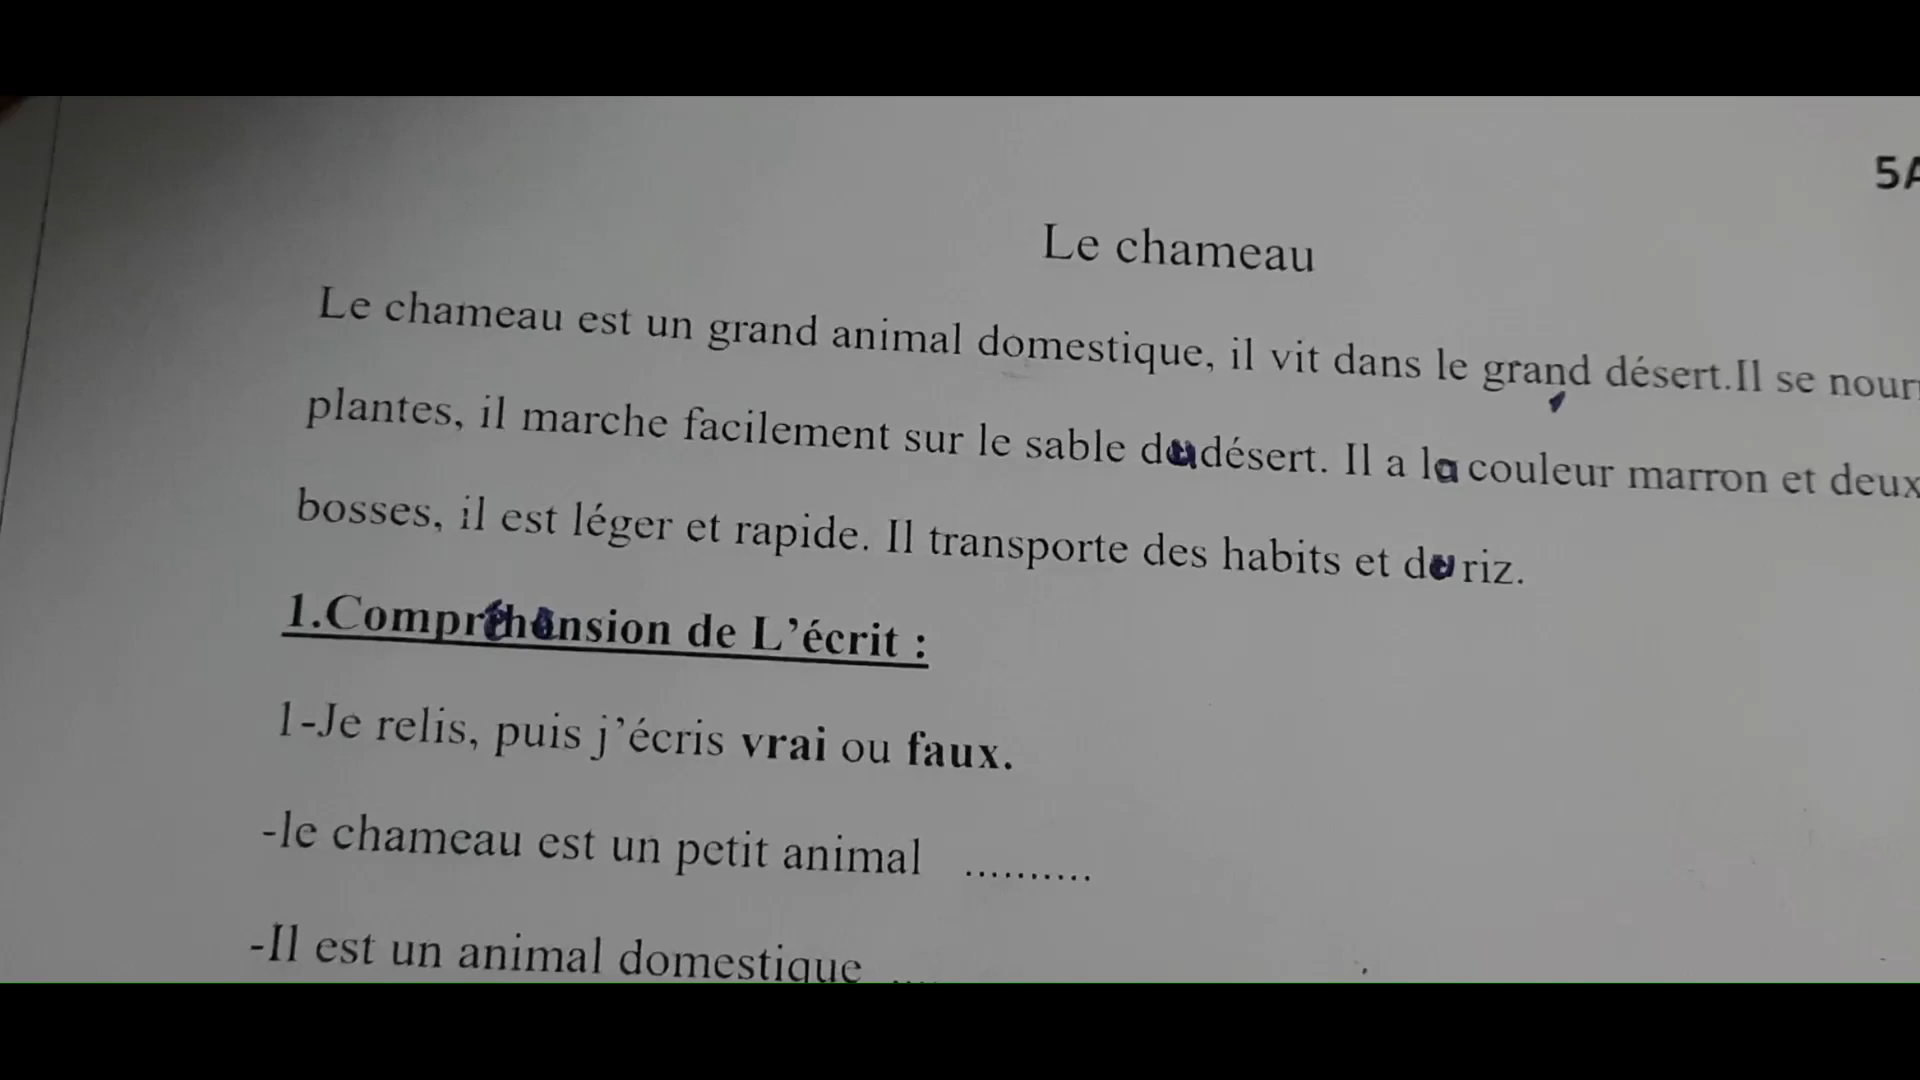 5A
Le chameau
Le chameau est un grand animal domestique, il vit dans le grand désert.Il se nour
plantes, il marche facilement sur le sable du désert. Il a la couleur marron et deux
bosses, il est léger et rapide. Il transporte des habits et du riz.
1.Compréhension de L’écrit :
1-Je relis, puis j’écris vrai ou faux.
-le chameau est un petit animal ..........
-Il est un animal domestique ....